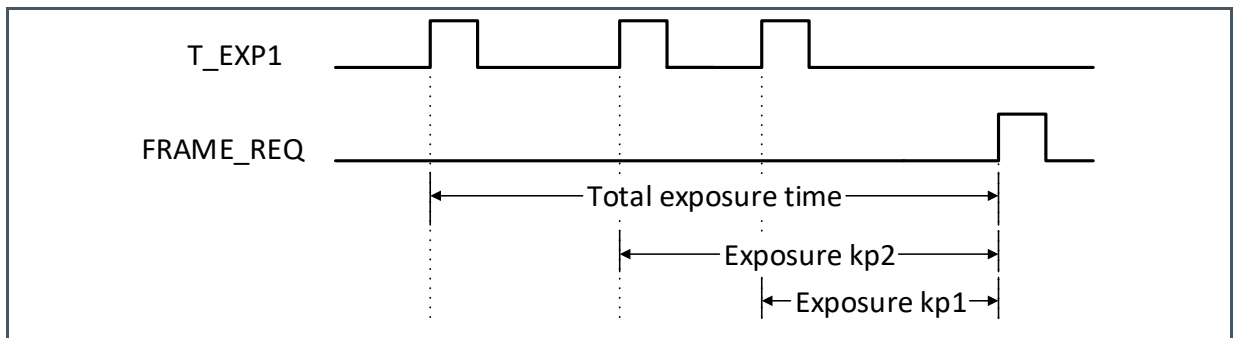 T_EXP1
FRAME_REQ
Total exposure time
Exposure kp2
Exposure kp1